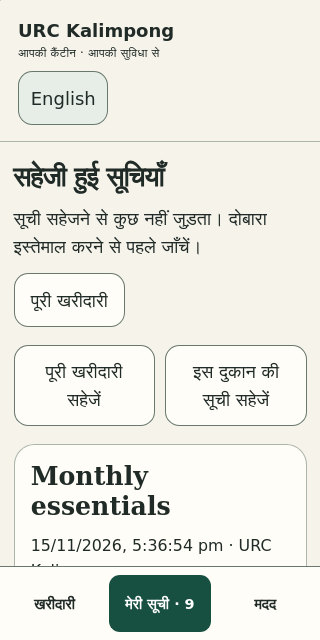 URC Kalimpong
आपकी कैंटीन · आपकी सुविधा से
English
सहेजी हुई सूचियाँ
सूची सहेजने से कुछ नहीं जुड़ता। दोबारा
इस्तेमाल करने से पहले जाँचें।
पूरी खरीदारी
पूरी खरीदारी
सहेजें
इस दुकान की
सूची सहेजें
Monthly
essentials
15/11/2026, 5:36:54 pm · URC
खरीदारी
मेरी सूची · 9
मदद